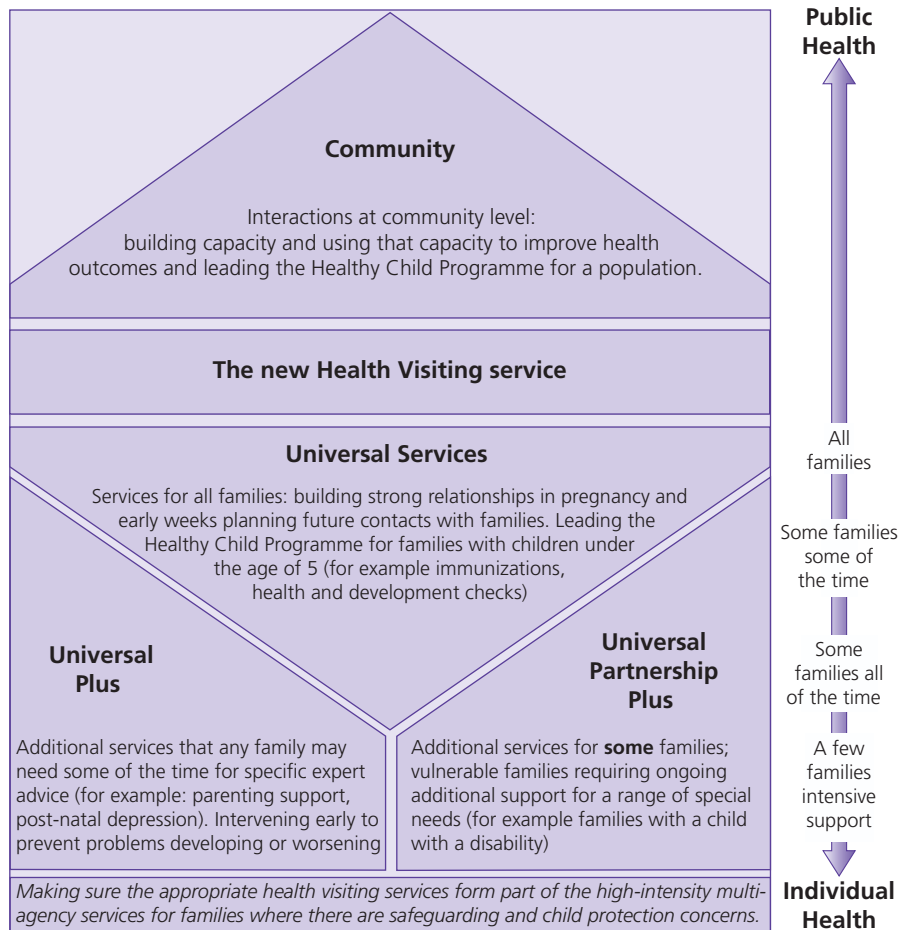 Community
Interactions at community level:
building capacity and using that capacity to improve health
outcomes and leading the Healthy Child Programme for a population.
The new Health Visiting service
Universal Services
Services for all families: building strong relationships in pregnancy and
early weeks planning future contacts with families. Leading the
Healthy Child Programme for families with children under
the age of 5 (for example immunizations,
health and development checks)
Universal
Plus
Additional services that any family may
need some of the time for specific expert
advice (for example: parenting support,
post-natal depression). Intervening early to
prevent problems developing or worsening
Universal
Partnership
Plus
Additional services for some families;
vulnerable families requiring ongoing
additional support for a range of special
needs (for example families with a child
with a disability)
Making sure the appropriate health visiting services form part of the high-intensity multi-
agency services for families where there are safeguarding and child protection concerns.
Public
Health
All
families
Some families
some of
the time
Some
families all
of the time
A few
families
intensive
support
Individual
Health